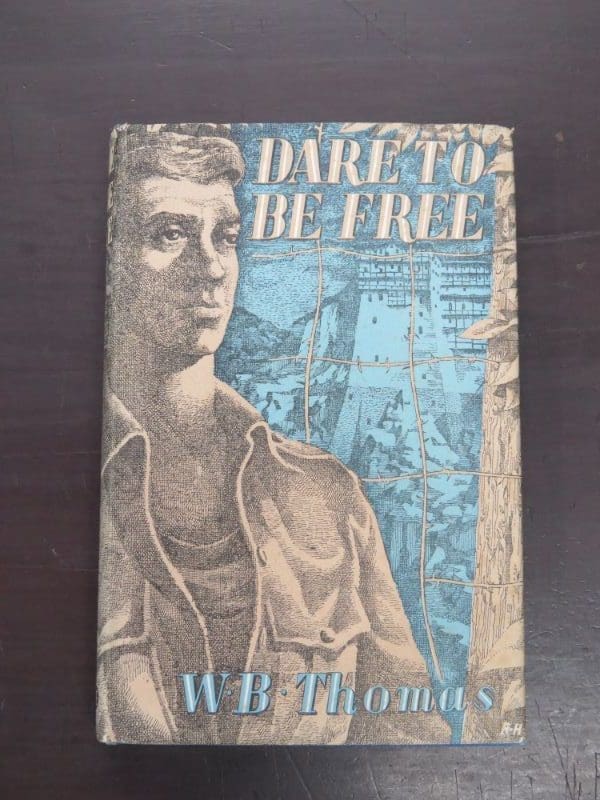 DARE TO
BE FREE
W·B·Thomas
R-H